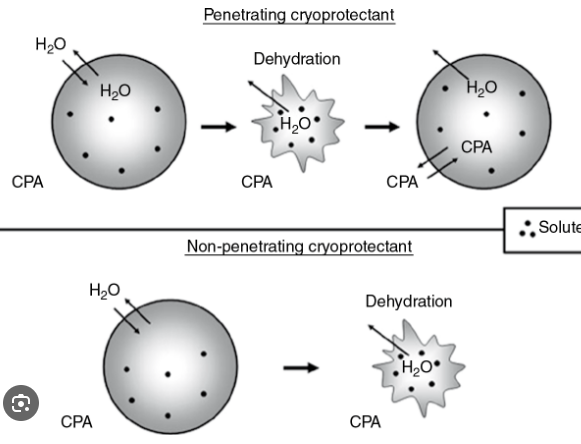 Penetrating cryoprotectant
H₂O
H₂O
CPA
Dehydration
H₂O
CPA
H₂O
CPA
CPA
Solute
Non-penetrating cryoprotectant
H₂O
CPA
Dehydration
H₂O
CPA